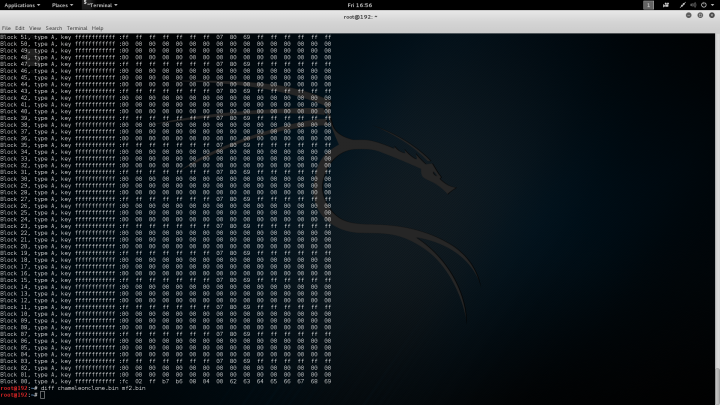 Applications Places Terminal Fri 16:56 1
root@192: ~
File Edit View Search Terminal Help
Block 51, type A, key ffffffffffff :ff ff ff ff ff ff 07 80 69 ff ff ff ff ff ff ff
Block 50, type A, key ffffffffffff :00 00 00 00 00 00 00 00 00 00 00 00 00 00 00 00
Block 49, type A, key ffffffffffff :00 00 00 00 00 00 00 00 00 00 00 00 00 00 00 00
Block 48, type A, key ffffffffffff :00 00 00 00 00 00 00 00 00 00 00 00 00 00 00 00
Block 47, type A, key ffffffffffff :ff ff ff ff ff ff 07 80 69 ff ff ff ff ff ff ff
Block 46, type A, key ffffffffffff :00 00 00 00 00 00 00 00 00 00 00 00 00 00 00 00
Block 45, type A, key ffffffffffff :00 00 00 00 00 00 00 00 00 00 00 00 00 00 00 00
Block 44, type A, key ffffffffffff :00 00 00 00 00 00 00 00 00 00 00 00 00 00 00 00
Block 43, type A, key ffffffffffff :ff ff ff ff ff ff 07 80 69 ff ff ff ff ff ff ff
Block 42, type A, key ffffffffffff :00 00 00 00 00 00 00 00 00 00 00 00 00 00 00 00
Block 41, type A, key ffffffffffff :00 00 00 00 00 00 00 00 00 00 00 00 00 00 00 00
Block 40, type A, key ffffffffffff :00 00 00 00 00 00 00 00 00 00 00 00 00 00 00 00
Block 39, type A, key ffffffffffff :ff ff ff ff ff ff 07 80 69 ff ff ff ff ff ff ff
Block 38, type A, key ffffffffffff :00 00 00 00 00 00 00 00 00 00 00 00 00 00 00 00
Block 37, type A, key ffffffffffff :00 00 00 00 00 00 00 00 00 00 00 00 00 00 00 00
Block 36, type A, key ffffffffffff :00 00 00 00 00 00 00 00 00 00 00 00 00 00 00 00
Block 35, type A, key ffffffffffff :ff ff ff ff ff ff 07 80 69 ff ff ff ff ff ff ff
Block 34, type A, key ffffffffffff :00 00 00 00 00 00 00 00 00 00 00 00 00 00 00 00
Block 33, type A, key ffffffffffff :00 00 00 00 00 00 00 00 00 00 00 00 00 00 00 00
Block 32, type A, key ffffffffffff :00 00 00 00 00 00 00 00 00 00 00 00 00 00 00 00
Block 31, type A, key ffffffffffff :ff ff ff ff ff ff 07 80 69 ff ff ff ff ff ff ff
Block 30, type A, key ffffffffffff :00 00 00 00 00 00 00 00 00 00 00 00 00 00 00 00
Block 29, type A, key ffffffffffff :00 00 00 00 00 00 00 00 00 00 00 00 00 00 00 00
Block 28, type A, key ffffffffffff :00 00 00 00 00 00 00 00 00 00 00 00 00 00 00 00
Block 27, type A, key ffffffffffff :ff ff ff ff ff ff 07 80 69 ff ff ff ff ff ff ff
Block 26, type A, key ffffffffffff :00 00 00 00 00 00 00 00 00 00 00 00 00 00 00 00
Block 25, type A, key ffffffffffff :00 00 00 00 00 00 00 00 00 00 00 00 00 00 00 00
Block 24, type A, key ffffffffffff :00 00 00 00 00 00 00 00 00 00 00 00 00 00 00 00
Block 23, type A, key ffffffffffff :ff ff ff ff ff ff 07 80 69 ff ff ff ff ff ff ff
Block 22, type A, key ffffffffffff :00 00 00 00 00 00 00 00 00 00 00 00 00 00 00 00
Block 21, type A, key ffffffffffff :00 00 00 00 00 00 00 00 00 00 00 00 00 00 00 00
Block 20, type A, key ffffffffffff :00 00 00 00 00 00 00 00 00 00 00 00 00 00 00 00
Block 19, type A, key ffffffffffff :ff ff ff ff ff ff 07 80 69 ff ff ff ff ff ff ff
Block 18, type A, key ffffffffffff :00 00 00 00 00 00 00 00 00 00 00 00 00 00 00 00
Block 17, type A, key ffffffffffff :00 00 00 00 00 00 00 00 00 00 00 00 00 00 00 00
Block 16, type A, key ffffffffffff :00 00 00 00 00 00 00 00 00 00 00 00 00 00 00 00
Block 15, type A, key ffffffffffff :ff ff ff ff ff ff 07 80 69 ff ff ff ff ff ff ff
Block 14, type A, key ffffffffffff :00 00 00 00 00 00 00 00 00 00 00 00 00 00 00 00
Block 13, type A, key ffffffffffff :00 00 00 00 00 00 00 00 00 00 00 00 00 00 00 00
Block 12, type A, key ffffffffffff :00 00 00 00 00 00 00 00 00 00 00 00 00 00 00 00
Block 11, type A, key ffffffffffff :ff ff ff ff ff ff 07 80 69 ff ff ff ff ff ff ff
Block 10, type A, key ffffffffffff :00 00 00 00 00 00 00 00 00 00 00 00 00 00 00 00
Block 09, type A, key ffffffffffff :00 00 00 00 00 00 00 00 00 00 00 00 00 00 00 00
Block 08, type A, key ffffffffffff :00 00 00 00 00 00 00 00 00 00 00 00 00 00 00 00
Block 07, type A, key ffffffffffff :ff ff ff ff ff ff 07 80 69 ff ff ff ff ff ff ff
Block 06, type A, key ffffffffffff :00 00 00 00 00 00 00 00 00 00 00 00 00 00 00 00
Block 05, type A, key ffffffffffff :00 00 00 00 00 00 00 00 00 00 00 00 00 00 00 00
Block 04, type A, key ffffffffffff :00 00 00 00 00 00 00 00 00 00 00 00 00 00 00 00
Block 03, type A, key ffffffffffff :ff ff ff ff ff ff 07 80 69 ff ff ff ff ff ff ff
Block 02, type A, key ffffffffffff :00 00 00 00 00 00 00 00 00 00 00 00 00 00 00 00
Block 01, type A, key ffffffffffff :00 00 00 00 00 00 00 00 00 00 00 00 00 00 00 00
Block 00, type A, key ffffffffffff :fc 02 ff b7 b6 08 04 00 62 63 64 65 66 67 68 69
root@192:~# diff chameleonclone.bin mf2.bin
root@192:~#